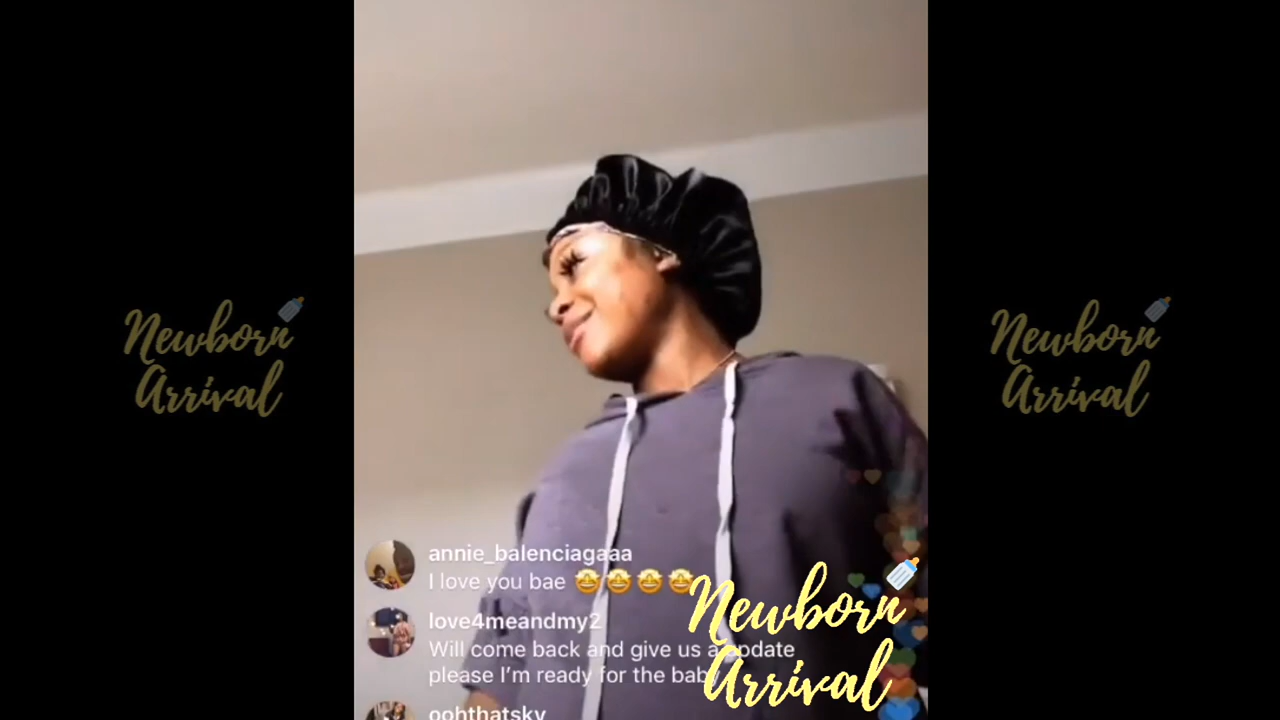 Newborn
Arrival
Newborn
Arrival
annie_balenciagaaa
I love you bae 🤩🤩🤩🤩
love4meandmy2
Will come back and give us a update
please I’m ready for the baby
oohthatsky
Newborn
Arrival